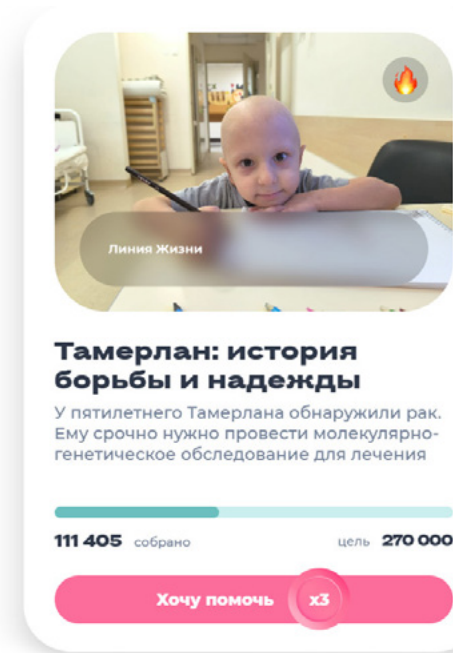 Линия Жизни
Тамерлан: история
борьбы и надежды
У пятилетнего Тамерлана обнаружили рак.
Ему срочно нужно провести молекулярно-
генетическое обследование для лечения
111 405 собрано цель 270 000
Хочу помочь x3